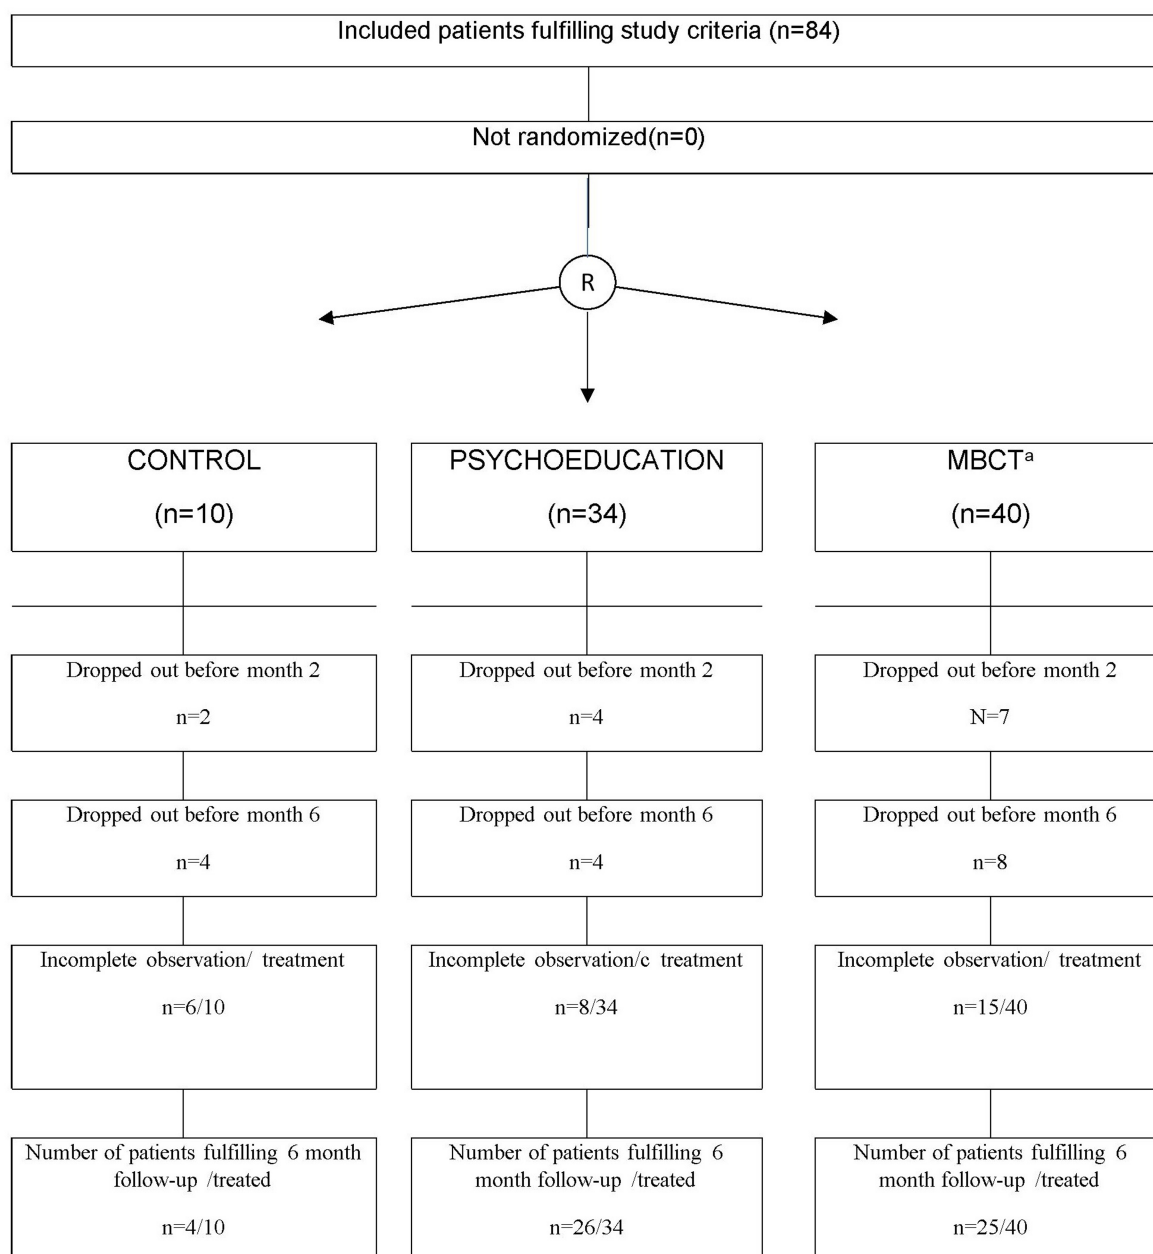 Included patients fulfilling study criteria (n=84)
Not randomized(n=0)
R
CONTROL
(n=10)
PSYCHOEDUCATION
(n=34)
MBCTᵃ
(n=40)
Dropped out before month 2
n=2
Dropped out before month 2
n=4
Dropped out before month 2
N=7
Dropped out before month 6
n=4
Dropped out before month 6
n=4
Dropped out before month 6
n=8
Incomplete observation/ treatment
n=6/10
Incomplete observation/c treatment
n=8/34
Incomplete observation/ treatment
n=15/40
Number of patients fulfilling 6 month
follow-up /treated
n=4/10
Number of patients fulfilling 6
month follow-up /treated
n=26/34
Number of patients fulfilling 6
month follow-up /treated
n=25/40